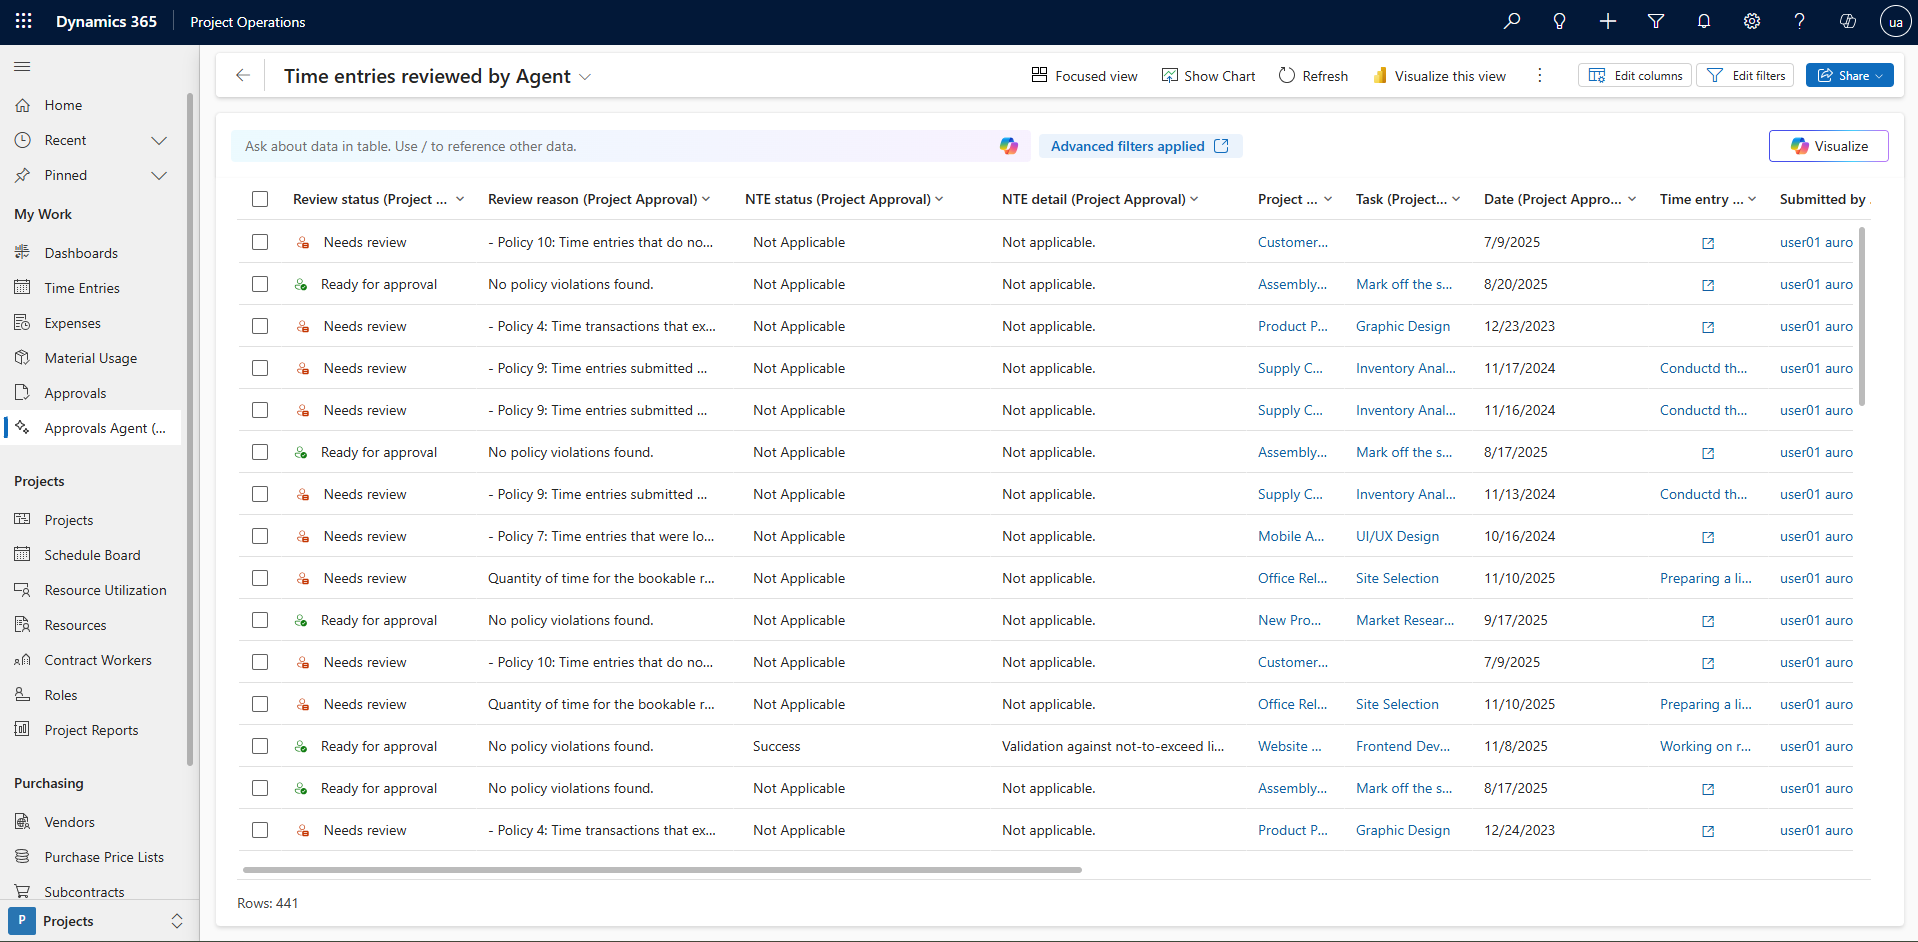 Dynamics 365
Project Operations
ua
Home
Recent
Pinned
My Work
Dashboards
Time Entries
Expenses
Material Usage
Approvals
Approvals Agent (...
Projects
Projects
Schedule Board
Resource Utilization
Resources
Contract Workers
Roles
Project Reports
Purchasing
Vendors
Purchase Price Lists
Subcontracts
P Projects
Time entries reviewed by Agent
Focused view Show Chart Refresh Visualize this view Edit columns Edit filters Share
Ask about data in table. Use / to reference other data. Advanced filters applied Visualize
Review status (Project ... Review reason (Project Approval) NTE status (Project Approval) NTE detail (Project Approval) Project ... Task (Project... Date (Project Appro... Time entry ... Submitted by
Needs review - Policy 10: Time entries that do no... Not Applicable Not applicable. Customer... 7/9/2025 user01 auro
Ready for approval No policy violations found. Not Applicable Not applicable. Assembly... Mark off the s... 8/20/2025 user01 auro
Needs review - Policy 4: Time transactions that ex... Not Applicable Not applicable. Product P... Graphic Design 12/23/2023 user01 auro
Needs review - Policy 9: Time entries submitted ... Not Applicable Not applicable. Supply C... Inventory Anal... 11/17/2024 Conductd th... user01 auro
Needs review - Policy 9: Time entries submitted ... Not Applicable Not applicable. Supply C... Inventory Anal... 11/16/2024 Conductd th... user01 auro
Ready for approval No policy violations found. Not Applicable Not applicable. Assembly... Mark off the s... 8/17/2025 user01 auro
Needs review - Policy 9: Time entries submitted ... Not Applicable Not applicable. Supply C... Inventory Anal... 11/13/2024 Conductd th... user01 auro
Needs review - Policy 7: Time entries that were lo... Not Applicable Not applicable. Mobile A... UI/UX Design 10/16/2024 user01 auro
Needs review Quantity of time for the bookable r... Not Applicable Not applicable. Office Rel... Site Selection 11/10/2025 Preparing a li... user01 auro
Ready for approval No policy violations found. Not Applicable Not applicable. New Pro... Market Resear... 9/17/2025 user01 auro
Needs review - Policy 10: Time entries that do no... Not Applicable Not applicable. Customer... 7/9/2025 user01 auro
Needs review Quantity of time for the bookable r... Not Applicable Not applicable. Office Rel... Site Selection 11/10/2025 Preparing a li... user01 auro
Ready for approval No policy violations found. Success Validation against not-to-exceed li... Website ... Frontend Dev... 11/8/2025 Working on r... user01 auro
Ready for approval No policy violations found. Not Applicable Not applicable. Assembly... Mark off the s... 8/17/2025 user01 auro
Needs review - Policy 4: Time transactions that ex... Not Applicable Not applicable. Product P... Graphic Design 12/24/2023 user01 auro
Rows: 441